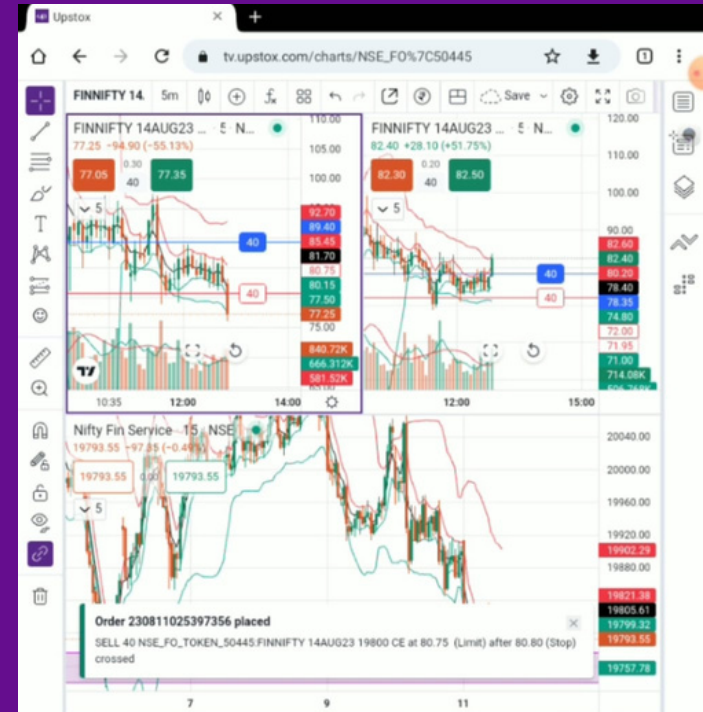 Upstox
tv.upstox.com/charts/NSE_FO%7C50445
1
FINNIFTY 14. 5m Save
FINNIFTY 14AUG23 ... · 5 · N...
77.25 −94.90 (−55.13%)
77.05 0.30 40 77.35
5
110.00
105.00
100.00
92.70
89.40
85.45
81.70
80.75
80.15
77.50
77.25
75.00
840.72K
666.312K
581.52K
40
40
10:35 12:00 14:00
FINNIFTY 14AUG23 ... · 5 · N...
82.40 +28.10 (+51.75%)
82.30 0.20 40 82.50
5
120.00
110.00
100.00
90.00
82.60
82.40
80.20
78.40
78.35
74.80
72.00
71.95
71.00
714.08K
40
40
12:00 15:00
Nifty Fin Service · 15 · NSE
19793.55 −97.35 (−0.49%)
19793.55 0.00 19793.55
5
20040.00
20000.00
19960.00
19920.00
19902.29
19880.00
19821.38
19805.61
19799.32
19793.55
19757.78
Order 230811025397356 placed
SELL 40 NSE_FO_TOKEN_50445:FINNIFTY 14AUG23 19800 CE at 80.75 (Limit) after 80.80 (Stop)
crossed
7 9 11